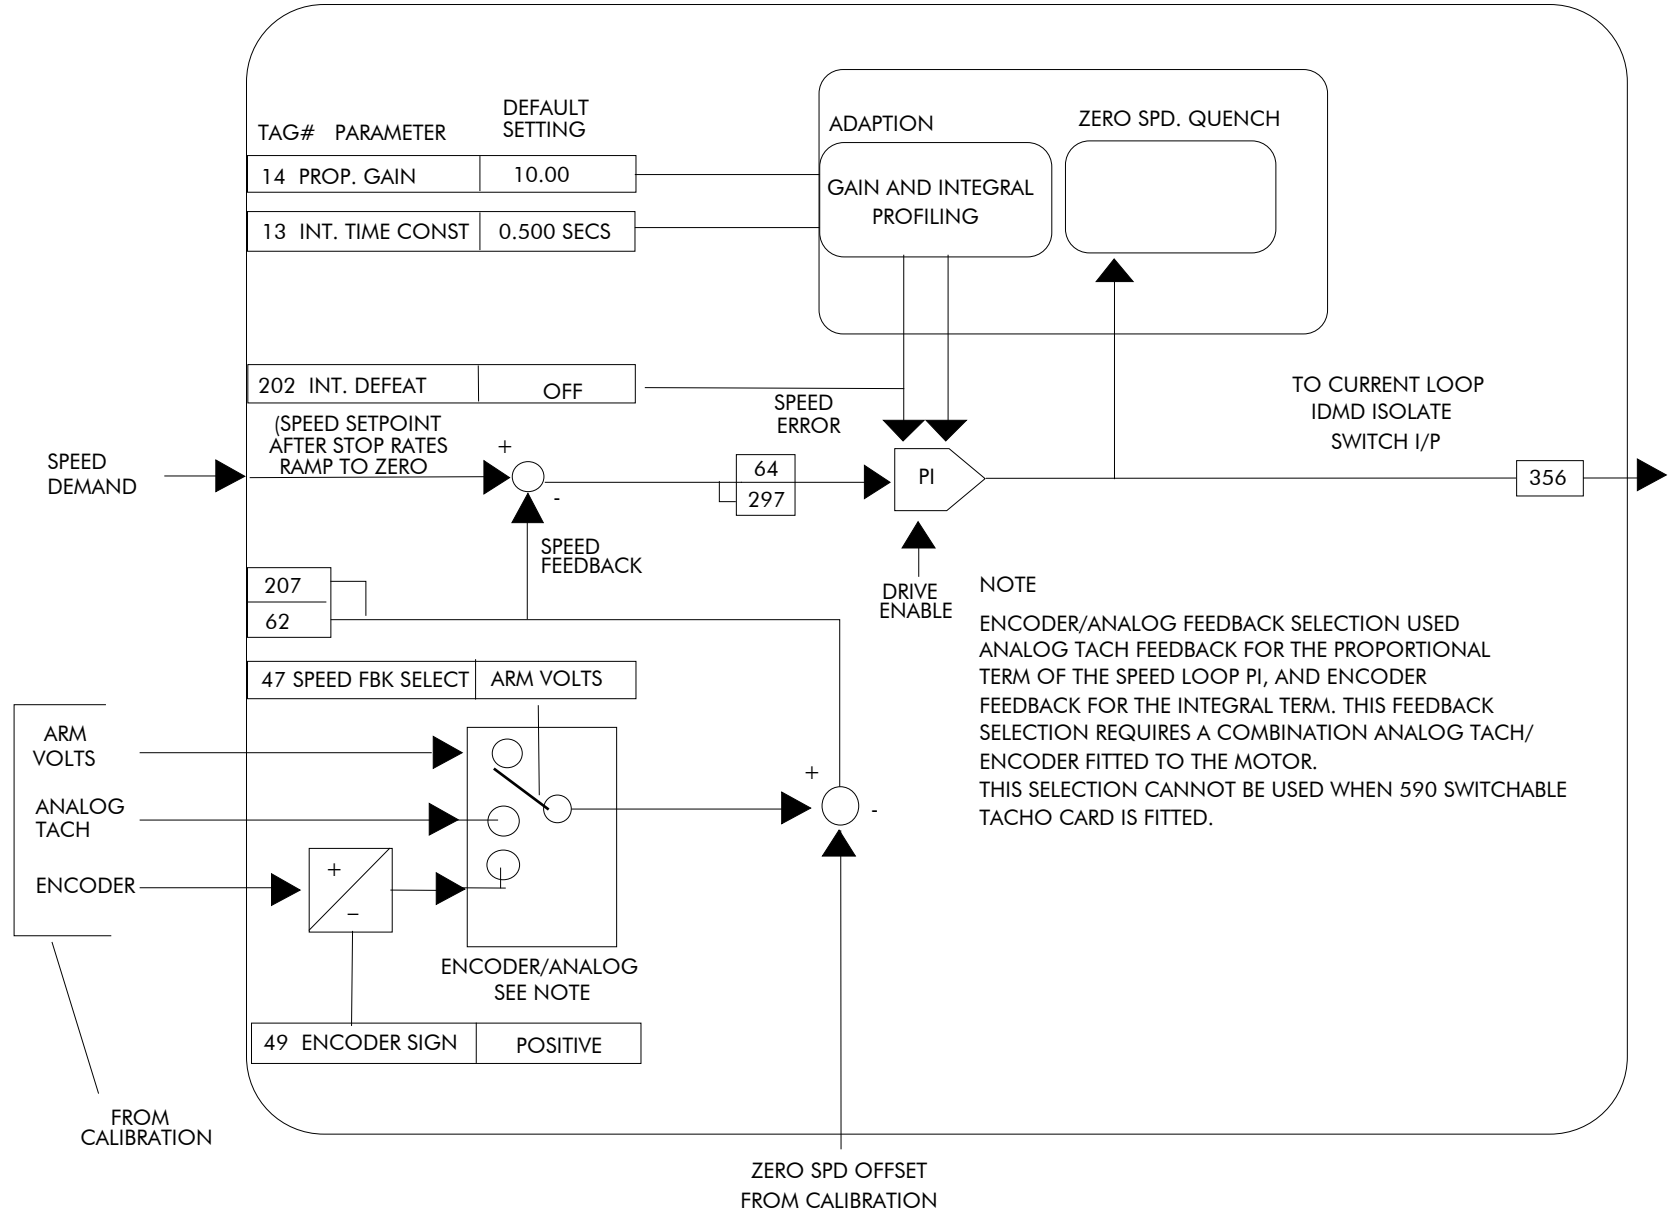 DEFAULT
SETTING
TAG# PARAMETER
14 PROP. GAIN 10.00
13 INT. TIME CONST 0.500 SECS
ADAPTION
ZERO SPD. QUENCH
GAIN AND INTEGRAL
PROFILING
202 INT. DEFEAT OFF
(SPEED SETPOINT
AFTER STOP RATES
RAMP TO ZERO
SPEED
DEMAND
+
-
SPEED
ERROR
64
297
PI
TO CURRENT LOOP
IDMD ISOLATE
SWITCH I/P
356
SPEED
FEEDBACK
DRIVE
ENABLE
207
62
47 SPEED FBK SELECT ARM VOLTS
ARM
VOLTS
ANALOG
TACH
ENCODER
+
–
+
-
ENCODER/ANALOG
SEE NOTE
49 ENCODER SIGN POSITIVE
FROM
CALIBRATION
NOTE
ENCODER/ANALOG FEEDBACK SELECTION USED
ANALOG TACH FEEDBACK FOR THE PROPORTIONAL
TERM OF THE SPEED LOOP PI, AND ENCODER
FEEDBACK FOR THE INTEGRAL TERM. THIS FEEDBACK
SELECTION REQUIRES A COMBINATION ANALOG TACH/
ENCODER FITTED TO THE MOTOR.
THIS SELECTION CANNOT BE USED WHEN 590 SWITCHABLE
TACHO CARD IS FITTED.
ZERO SPD OFFSET
FROM CALIBRATION